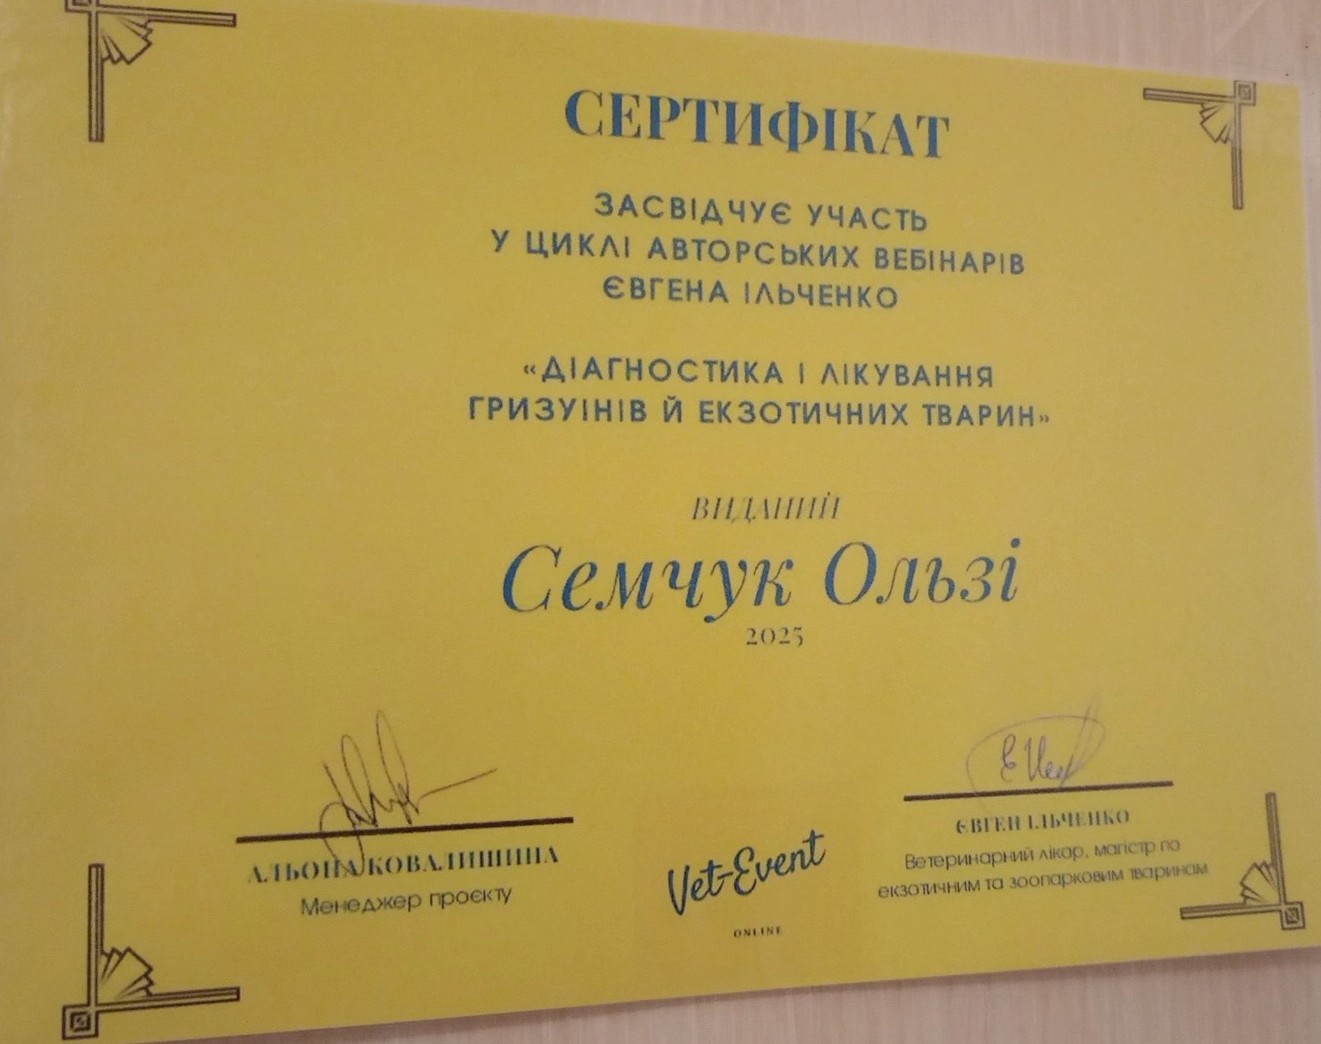 СЕРТИФІКАТ
ЗАСВІДЧУЄ УЧАСТЬ
У ЦИКЛІ АВТОРСЬКИХ ВЕБІНАРІВ
ЄВГЕНА ІЛЬЧЕНКО
«ДІАГНОСТИКА І ЛІКУВАННЯ
ГРИЗУІНІВ Й ЕКЗОТИЧНИХ ТВАРИН»
ВИДАНИЙ
Семчук Ользі
2025
АЛЬОНА КОВАЛИШИНА
Менеджер проєкту
Vet-Event
ONLINE
ЄВГЕН ІЛЬЧЕНКО
Ветеринарний лікар, магістр по
екзотичним та зоопарковим тваринам